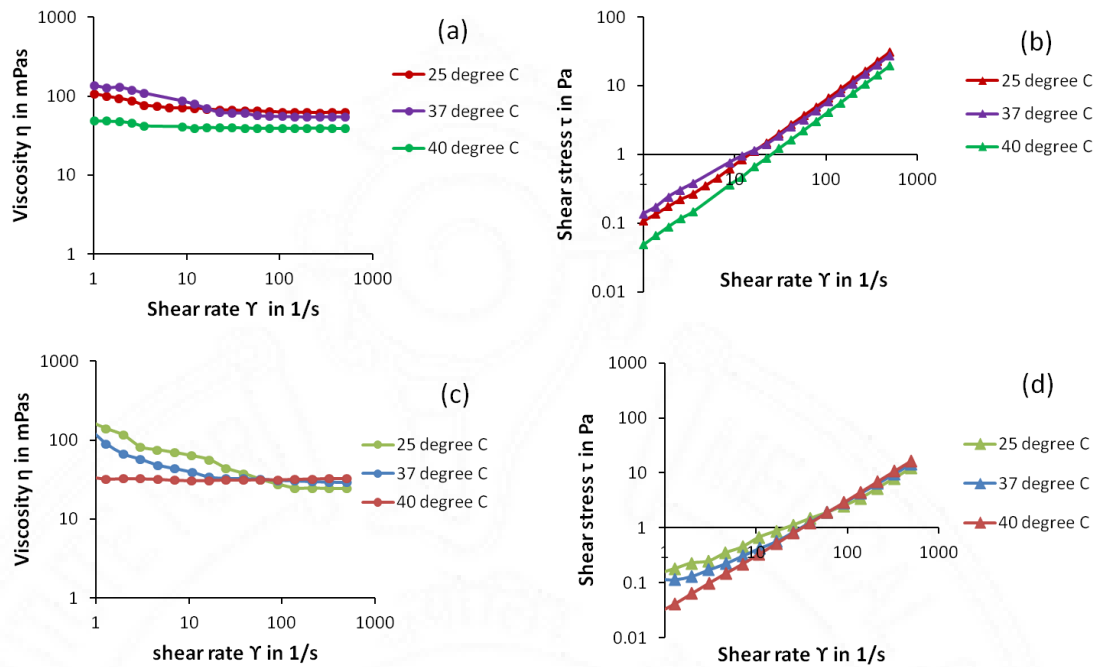 (a)
Viscosity η in mPas
1000
100
10
1
1 10 100 1000
Shear rate ϒ in 1/s
25 degree C
37 degree C
40 degree C
(b)
Shear stress τ in Pa
100
10
1
0.1
0.01
1 10 100 1000
Shear rate ϒ in 1/s
25 degree C
37 degree C
40 degree C
(c)
Viscosity η in mPas
1000
100
10
1
1 10 100 1000
shear rate ϒ in 1/s
25 degree C
37 degree C
40 degree C
(d)
Shear stress τ in Pa
1000
100
10
1
0.1
0.01
1 10 100 1000
Shear rate ϒ in 1/s
25 degree C
37 degree C
40 degree C